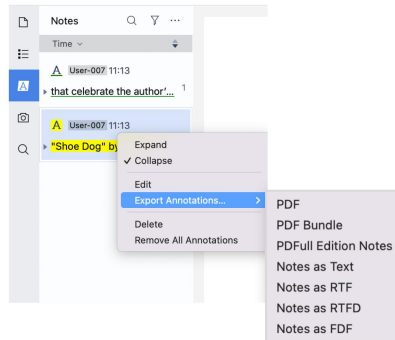 Notes
Time
A User-007 11:13
that celebrate the author'... 1
A User-007 11:13
"Shoe Dog" by
Expand
✓ Collapse
Edit
Export Annotations... >
Delete
Remove All Annotations
PDF
PDF Bundle
PDFull Edition Notes
Notes as Text
Notes as RTF
Notes as RTFD
Notes as FDF